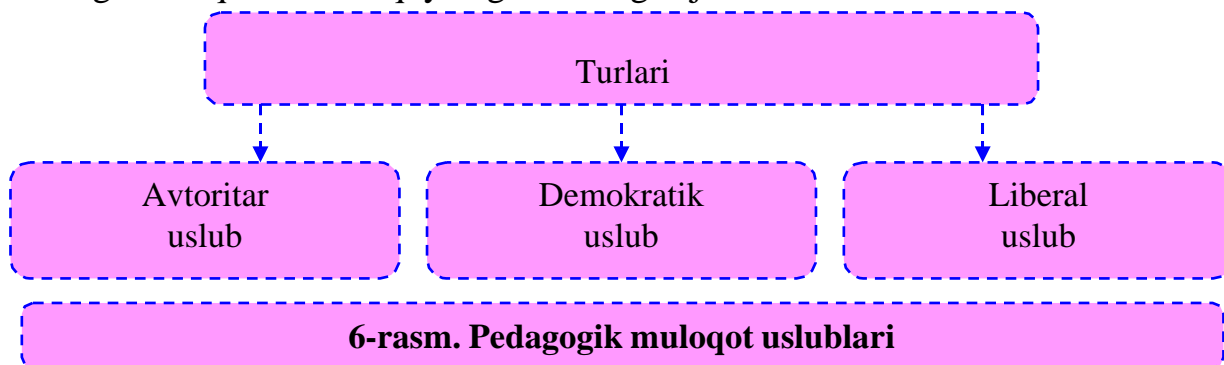 Turlari
Avtoritar
uslub
Demokratik
uslub
Liberal
uslub
6-rasm. Pedagogik muloqot uslublari